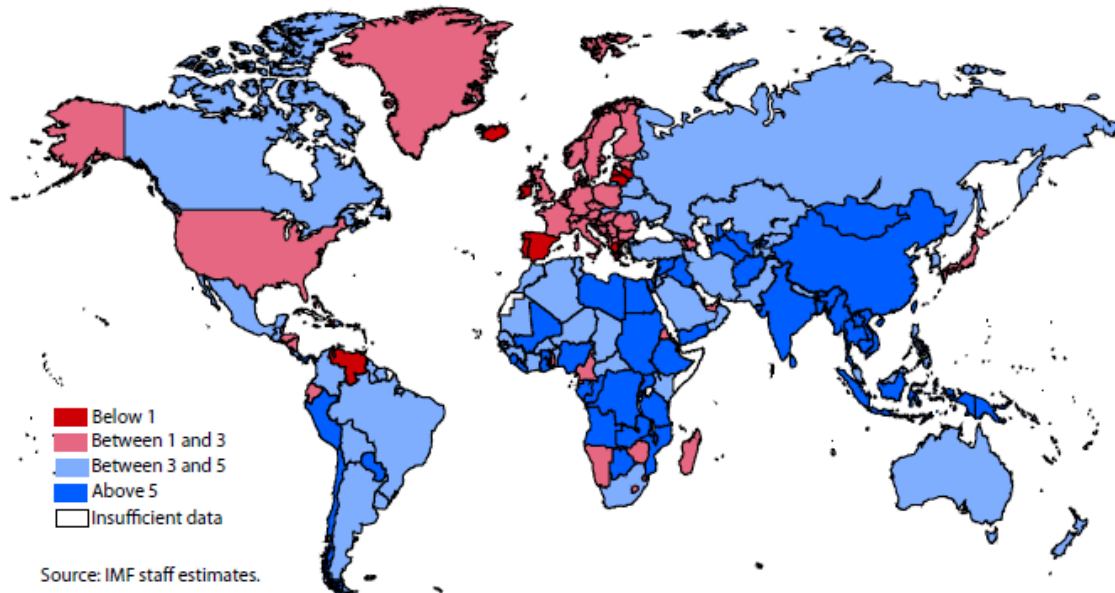 Below 1
Between 1 and 3
Between 3 and 5
Above 5
Insufficient data
Source: IMF staff estimates.